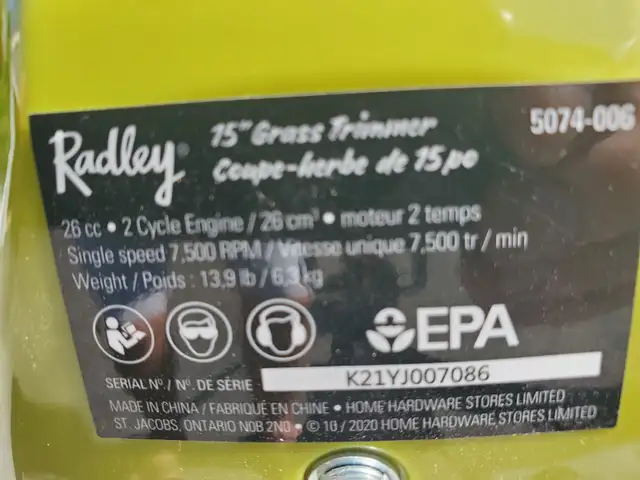 Radley®
15" Grass Trimmer
5074-006
Coupe-herbe de 15 po
26 cc • 2 Cycle Engine / 26 cm³ • moteur 2 temps
Single speed 7,500 RPM / Vitesse unique 7,500 tr / min
Weight / Poids : 13,9 lb / 6,3 kg
EPA
SERIAL Nº. / Nº. DE SÉRIE
K21YJ007086
MADE IN CHINA / FABRIQUÉ EN CHINE • HOME HARDWARE STORES LIMITED
ST. JACOBS, ONTARIO N0B 2N0 • © 10 / 2020 HOME HARDWARE STORES LIMITED